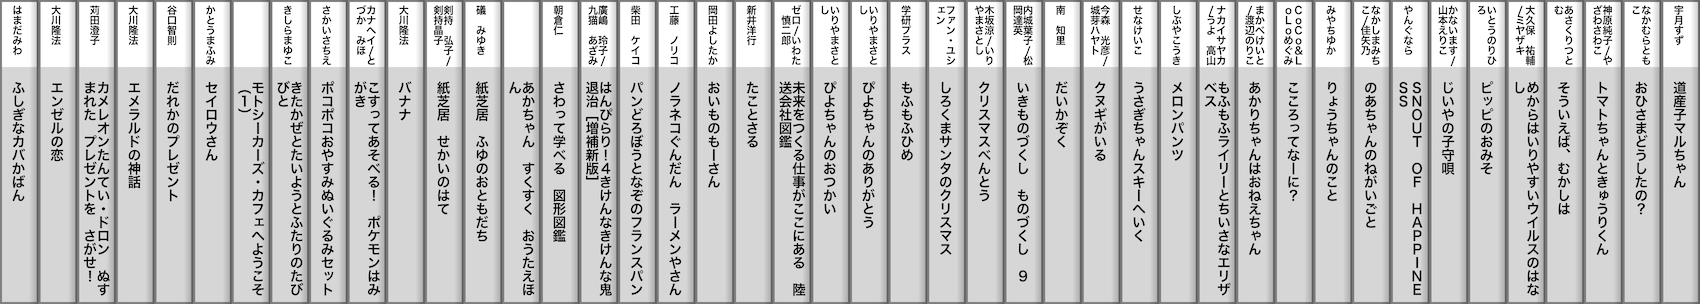 宇月すず
道産子マルちゃん
なかむらとも
こ
おひさまどうしたの？
神原純子/や
ざわさわこ
トマトちゃんときゅうりくん
あさくりつと
む
そういえば、むかしは
大久保　祐輔
/ミヤザキ
めからはいりやすいウイルスのはな
し
いとうのりひ
ろ
ピッピのおみそ
かないます/
山本えりこ
じいやの子守唄
やんぐなら
ＳＮＯＵＴ　ＯＦ　ＨＡＰＰＩＮＥ
ＳＳ
なかしまみち
こ/佳矢乃
のあちゃんのねがいごと
みやちゆか
りょうちゃんのこと
ＣｏＣｏ＆Ｌ
ｏＬｏめぐみ
こころってなーに？
まかべけいと
/渡辺のりこ
あかりちゃんはおねえちゃん
ナカイサヤカ
/うよ　高山
もふもふライリーとちいさなエリザ
ベス
しぶやこうき
メロンパンツ
せなけいこ
うさぎちゃんスキーへいく
今森　光彦/
城芽ハヤト
クヌギがいる
南　知里
だいかぞく
内城葉子/松
岡達英
いきものづくし　ものづくし　９
木坂涼/いり
やまさとし
クリスマスべんとう
ファン・ユシ
ェン
しろくまサンタのクリスマス
学研プラス
もふもふひめ
いりやまさと
し
ぴよちゃんのありがとう
いりやまさと
し
ぴよちゃんのおつかい
ゼロ/いわた
慎二郎
未来をつくる仕事がここにある　陸
送会社図鑑
新井洋行
たことさる
岡田よしたか
おいものもーさん
工藤　ノリコ
ノラネコぐんだん　ラーメンやさん
柴田　ケイコ
パンどろぼうとなぞのフランスパン
廣嶋　玲子/
九猫　あざみ
はんぴらり！４きけんなきけんな鬼
退治［増補新版］
朝倉仁
さわって学べる　図形図鑑
あかちゃん　すくすく　おうたえほ
ん
磯　みゆき
紙芝居　ふゆのおともだち
剣持　弘子/
剣持晶子
紙芝居　せかいのはて
大川隆法
バナナ
カナヘイ/と
づか　みほ
こすってあそべる！　ポケモンはみ
がき
さかいさちえ
ポコポコおやすみぬいぐるみセット
きしらまゆこ
きたかぜとたいようとふたりのたび
びと
モトシーカーズ・カフェへようこそ
（１）
かとうまふみ
セイロウさん
谷口智則
だれかのプレゼント
大川隆法
エメラルドの神話
苅田澄子
カメレオンたんてい・ドロン　ぬす
まれた　プレゼントを　さがせ！
大川隆法
エンゼルの恋
はまだみわ
ふしぎなカバかばん